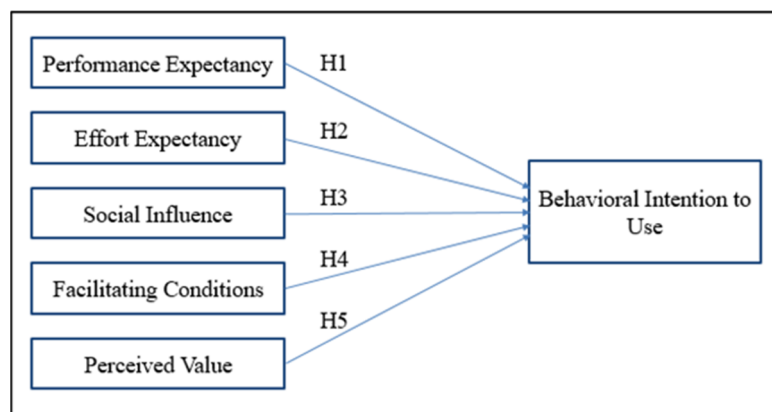 Performance Expectancy
H1
Effort Expectancy
H2
Social Influence
H3
Facilitating Conditions
H4
Perceived Value
H5
Behavioral Intention to
Use